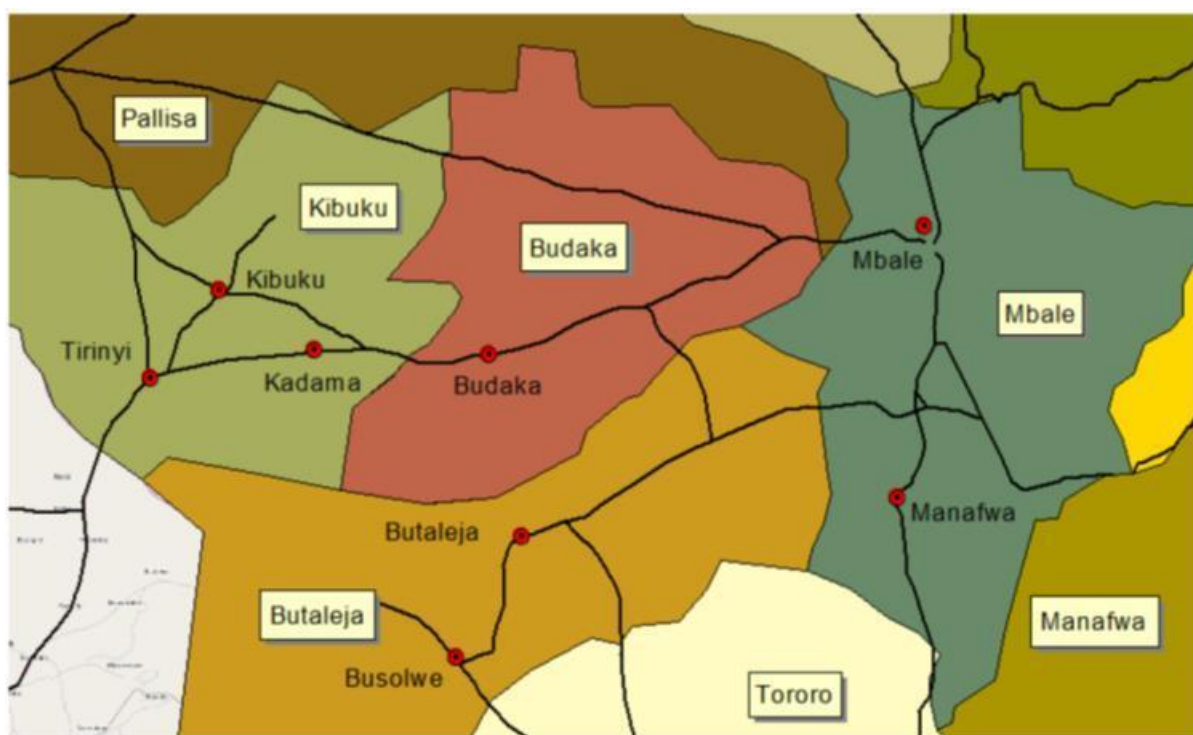 Pallisa
Kibuku
Budaka
Mbale
Kibuku
Mbale
Tirinyi
Kadama
Budaka
Manafwa
Butaleja
Butaleja
Manafwa
Busolwe
Tororo